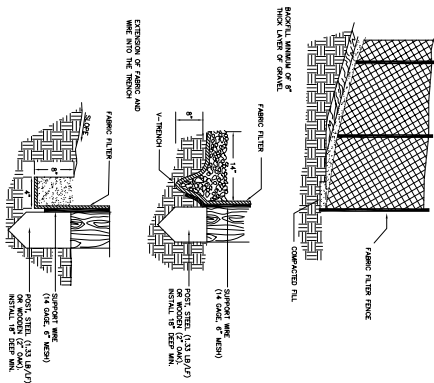 FABRIC FILTER FENCE
COMPACTED FILL
BACKFILL MINIMUM OF 8"
THICK LAYER OF GRAVEL
FABRIC FILTER
14"
8"
V-TRENCH
SUPPORT WIRE
(14 GAGE, 6" MESH)
POST, STEEL (1.33 LB/LF)
OR WOODEN (2" OAK).
INSTALL 18" DEEP MIN.
EXTENSION OF FABRIC AND
WIRE INTO THE TRENCH
FABRIC FILTER
SLOPE
8"
4"
SUPPORT WIRE
(14 GAGE, 6" MESH)
POST, STEEL (1.33 LB/LF)
OR WOODEN (2" OAK).
INSTALL 18" DEEP MIN.